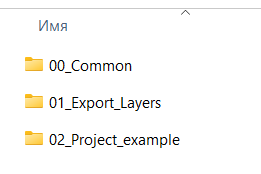 Имя
00_Common
01_Export_Layers
02_Project_example